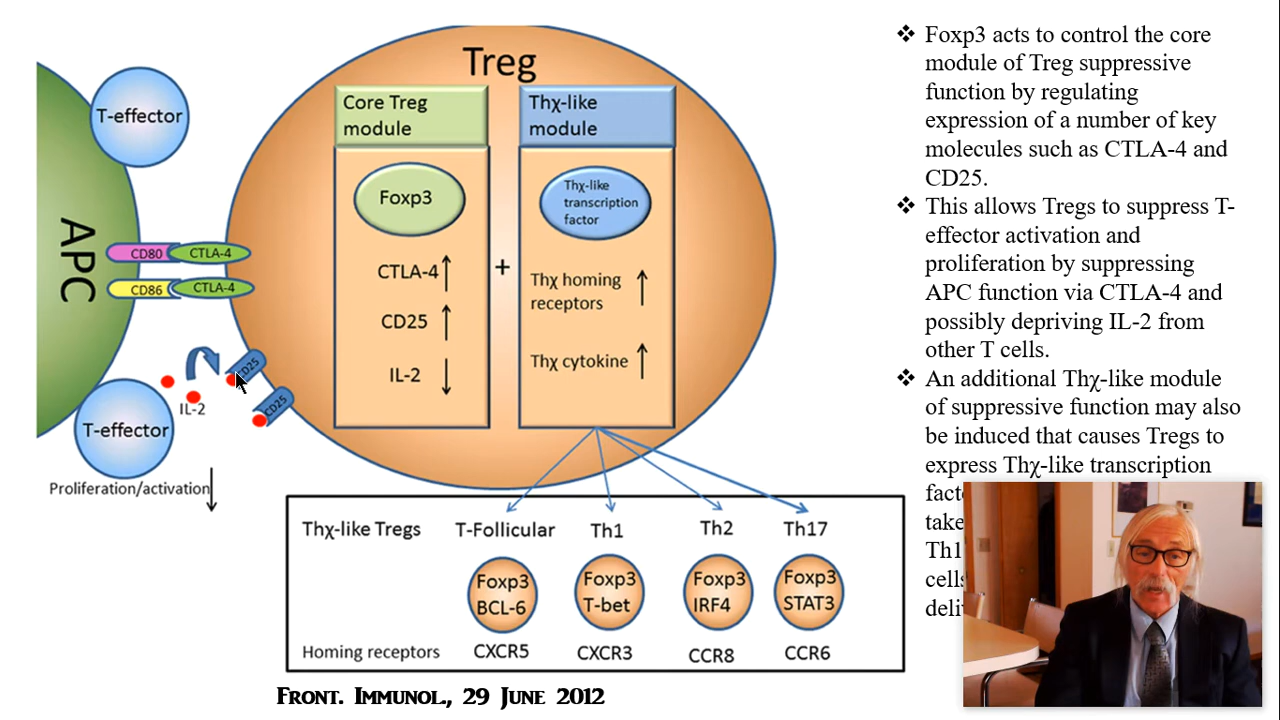 Treg
T-effector
APC
CD80
CTLA-4
CD86
CTLA-4
IL-2
CD25
CD25
T-effector
Proliferation/activation
Core Treg
module
Foxp3
CTLA-4
CD25
IL-2
+
Thχ-like
module
Thχ-like
transcription
factor
Thχ homing
receptors
Thχ cytokine
Thχ-like Tregs
T-Follicular
Th1
Th2
Th17
Foxp3
BCL-6
Foxp3
T-bet
Foxp3
IRF4
Foxp3
STAT3
Homing receptors
CXCR5
CXCR3
CCR8
CCR6
Front. Immunol., 29 June 2012
❖ Foxp3 acts to control the core
module of Treg suppressive
function by regulating
expression of a number of key
molecules such as CTLA-4 and
CD25.
❖ This allows Tregs to suppress T-
effector activation and
proliferation by suppressing
APC function via CTLA-4 and
possibly depriving IL-2 from
other T cells.
❖ An additional Thχ-like module
of suppressive function may also
be induced that causes Tregs to
express Thχ-like transcription
Th1